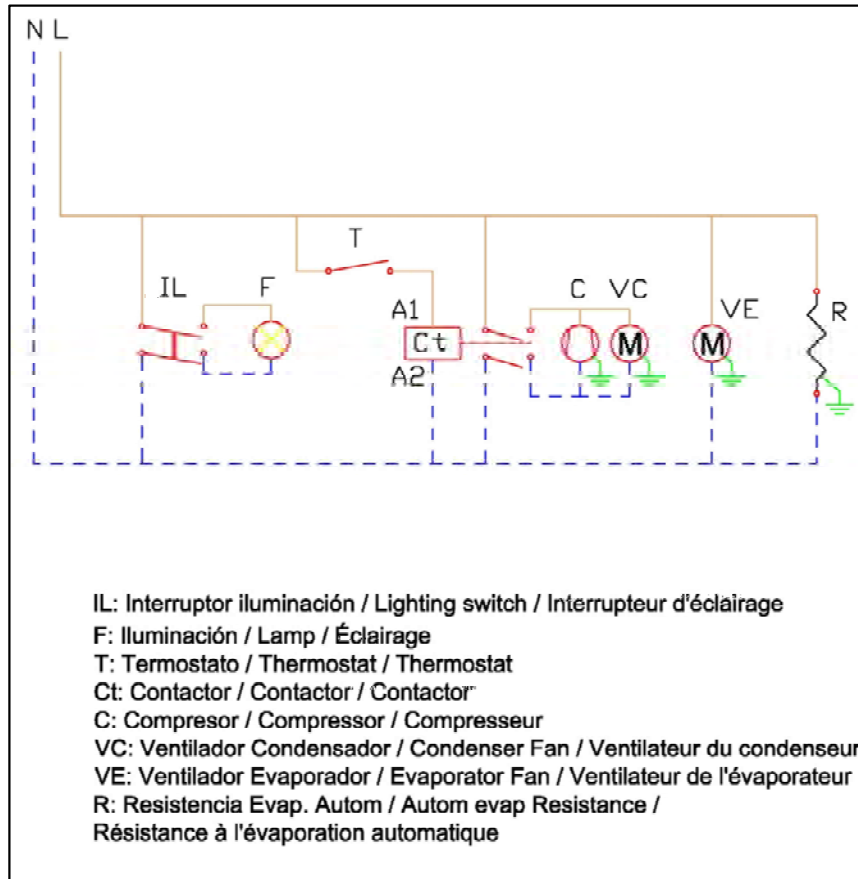 N L
T
IL F C VC
A1 VE R
Ct M M
A2
IL: Interruptor iluminación / Lighting switch / Interrupteur d'éclairage
F: Iluminación / Lamp / Éclairage
T: Termostato / Thermostat / Thermostat
Ct: Contactor / Contactor / Contactor
C: Compresor / Compressor / Compresseur
VC: Ventilador Condensador / Condenser Fan / Ventilateur du condenseur
VE: Ventilador Evaporador / Evaporator Fan / Ventilateur de l'évaporateur
R: Resistencia Evap. Autom / Autom evap Resistance /
Résistance à l'évaporation automatique